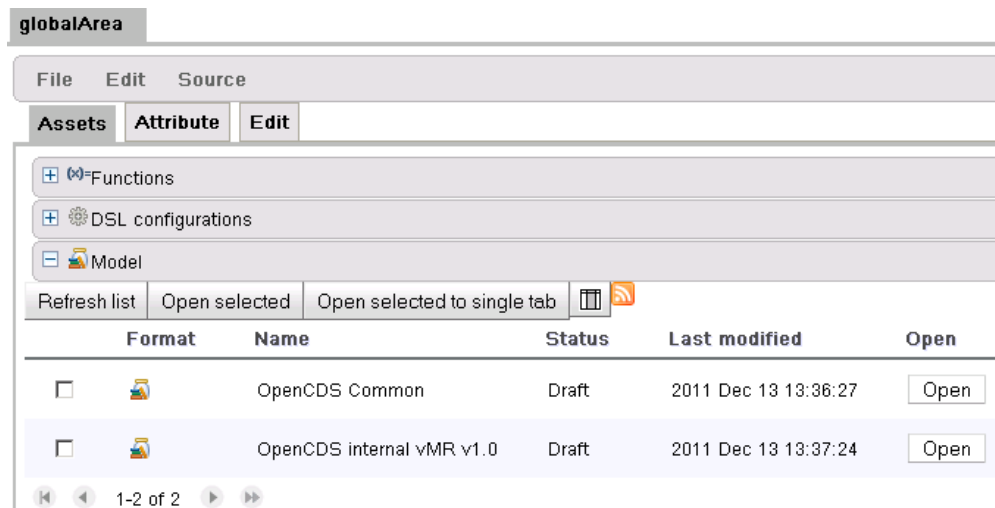 globalArea
File Edit Source
Assets Attribute Edit
(x)=Functions
DSL configurations
Model
Refresh list Open selected Open selected to single tab
Format Name Status Last modified Open
OpenCDS Common Draft 2011 Dec 13 13:36:27 Open
OpenCDS internal vMR v1.0 Draft 2011 Dec 13 13:37:24 Open
1-2 of 2